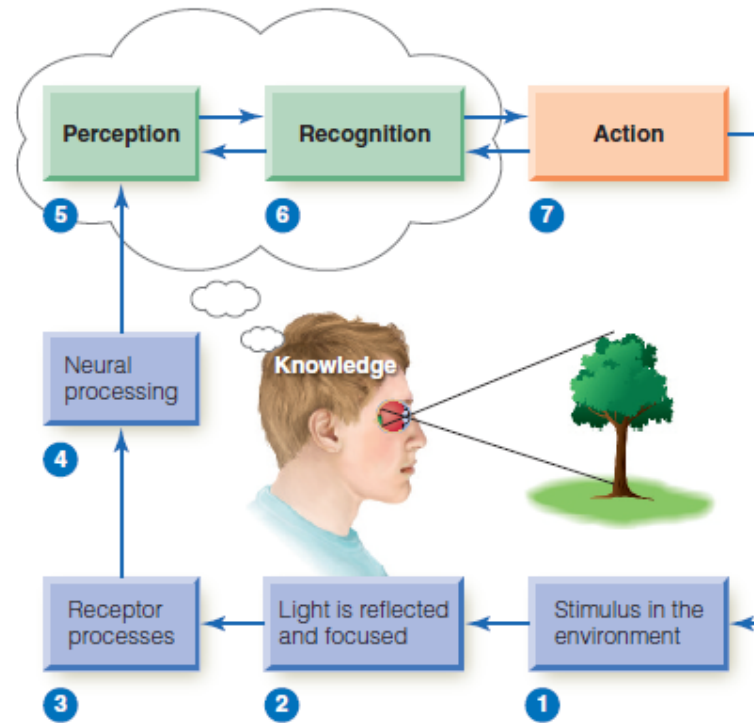 Perception
Recognition
Action
5
6
7
Neural
processing
Knowledge
4
Receptor
processes
Light is reflected
and focused
Stimulus in the
environment
3
2
1